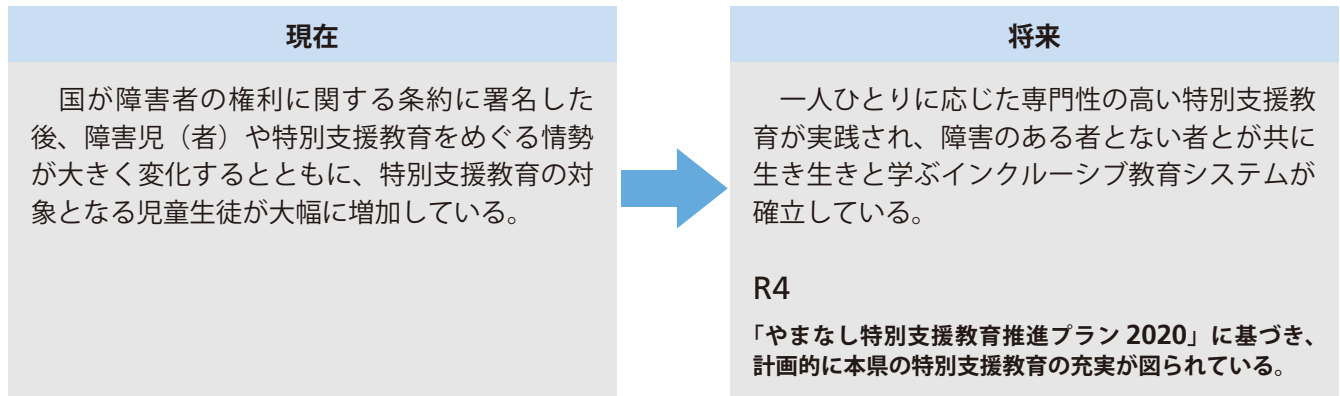 現在
　国が障害者の権利に関する条約に署名した
後、障害児（者）や特別支援教育をめぐる情勢
が大きく変化するとともに、特別支援教育の対
象となる児童生徒が大幅に増加している。
将来
　一人ひとりに応じた専門性の高い特別支援教
育が実践され、障害のある者とない者とが共に
生き生きと学ぶインクルーシブ教育システムが
確立している。
R4
「やまなし特別支援教育推進プラン 2020」に基づき、
計画的に本県の特別支援教育の充実が図られている。